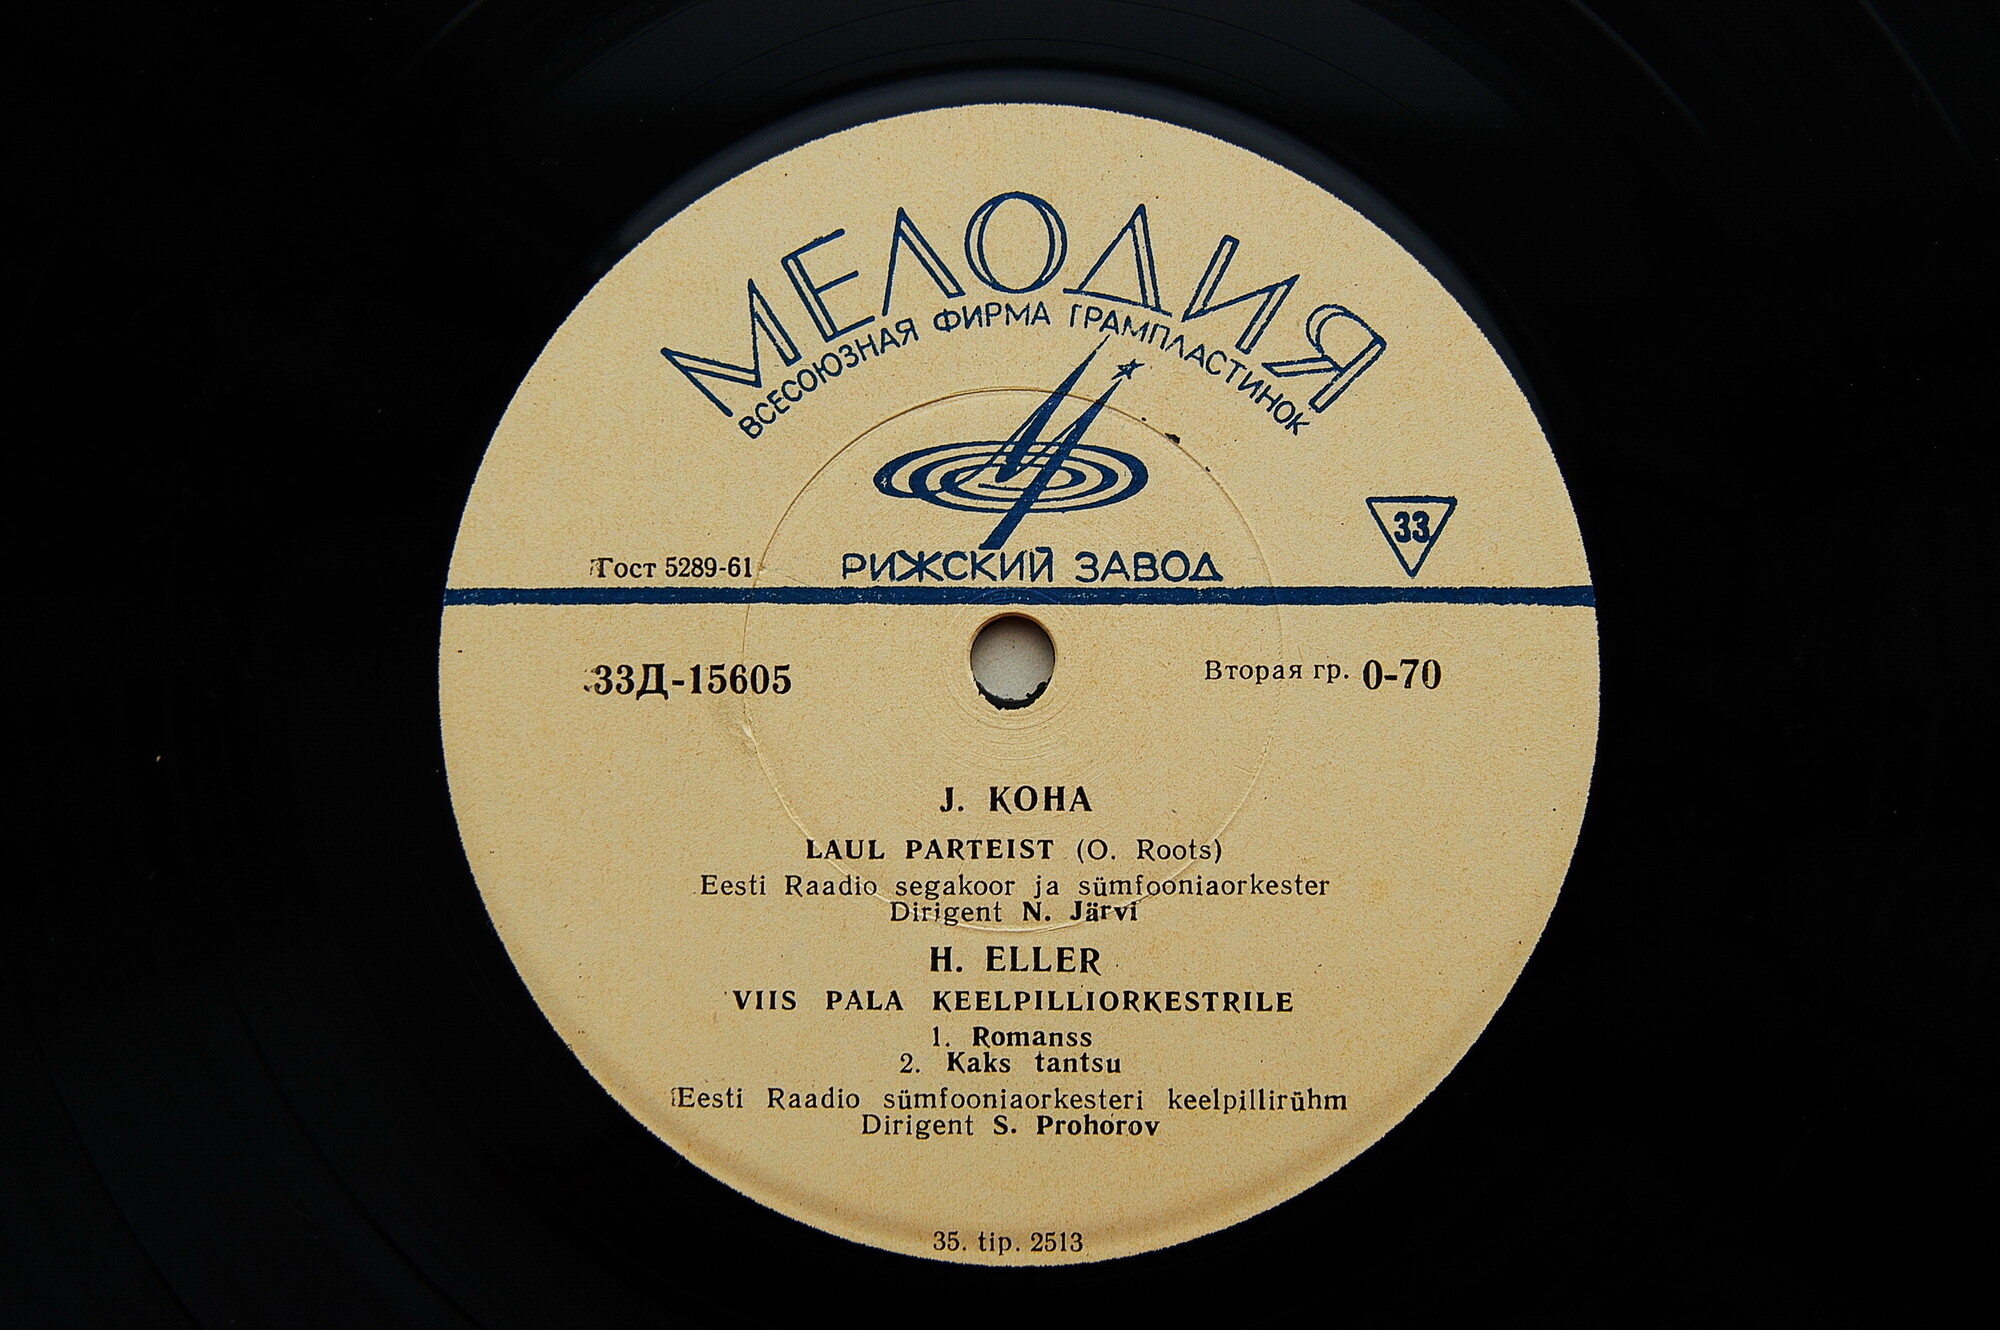 МЕЛОДИЯ
ВСЕСОЮЗНАЯ ФИРМА ГРАМПЛАСТИНОК
33
Гост 5289-61
РИЖСКИЙ ЗАВОД
33Д-15605
Вторая гр. 0-70
J. KOHA
LAUL PARTEIST (O. Roots)
Eesti Raadio segakoor ja sümfooniaorkester
Dirigent N. Järvi
H. ELLER
VIIS PALA KEELPILLIORKESTRILE
1. Romanss
2. Kaks tantsu
Eesti Raadio sümfooniaorkesteri keelpillirühm
Dirigent S. Prohorov
35. tip. 2513